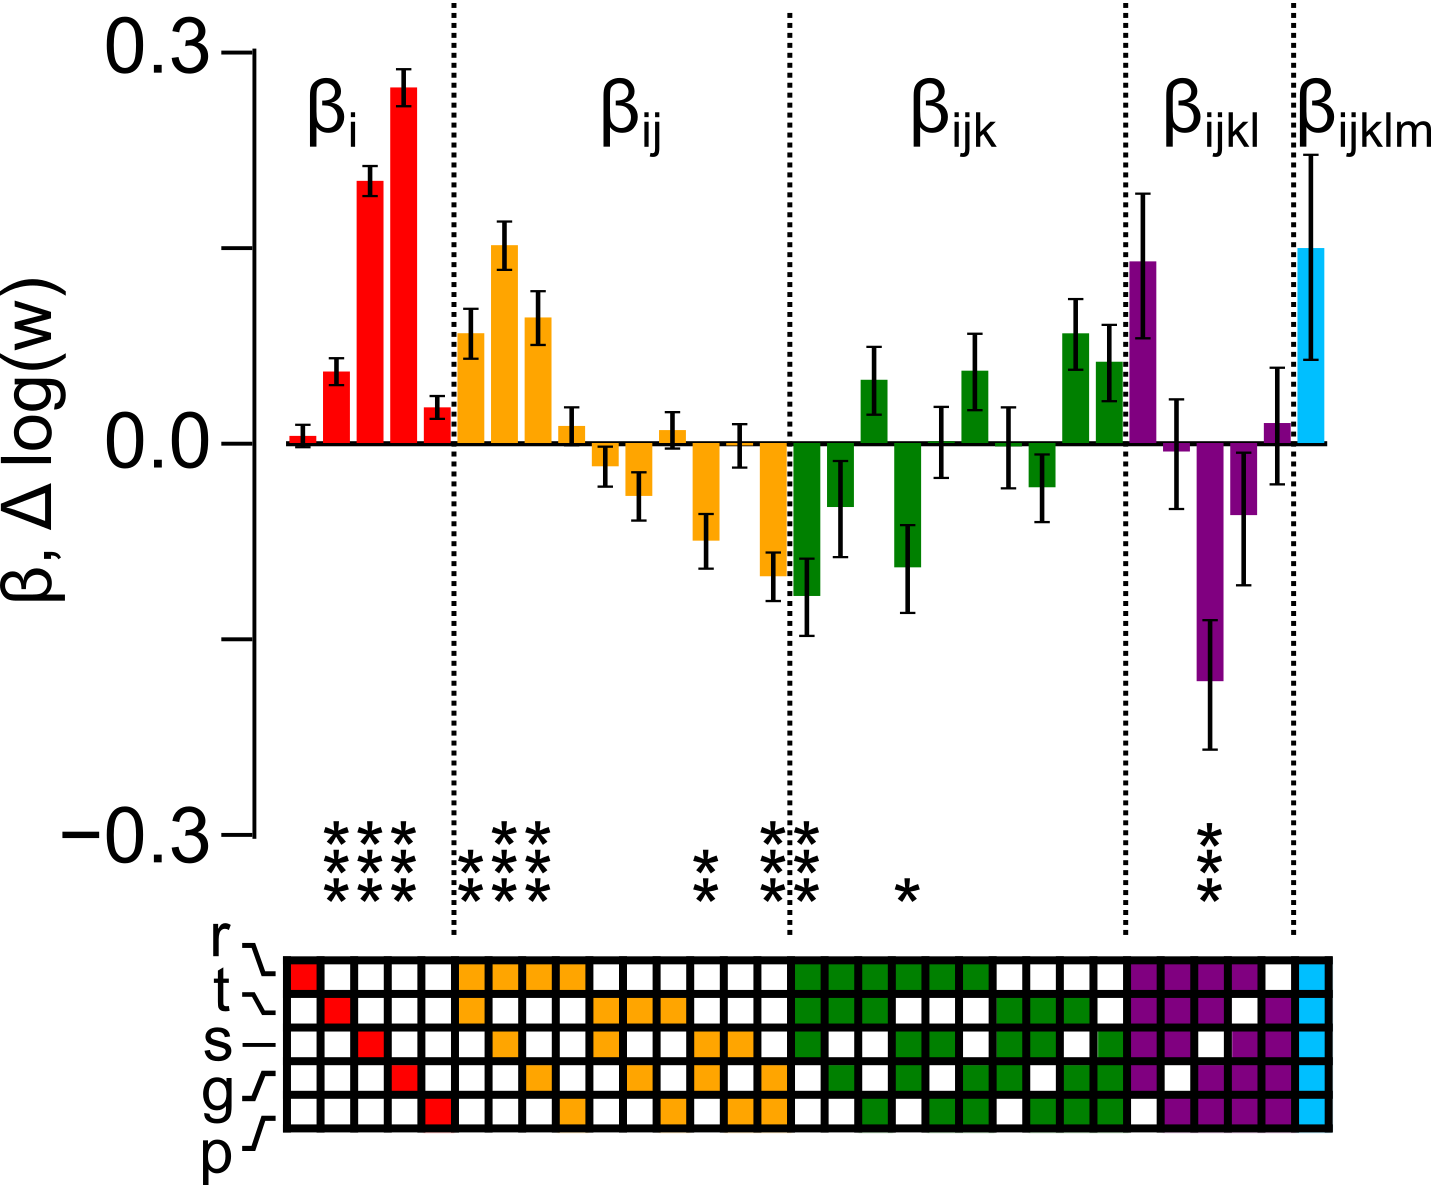 0.3
βi βij βijk βijkl βijklm
β, Δ log(w)
0.0
−0.3
* * * * * * * *
* * * * * * * * * *
* * * * * * * * * * *
r
t
s
g
p